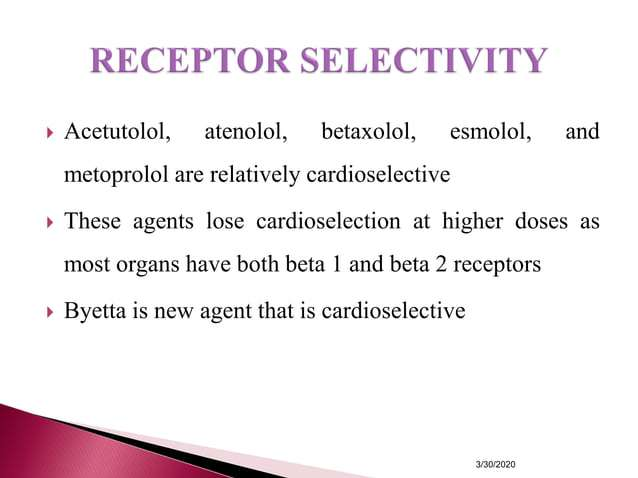 RECEPTOR SELECTIVITY
Acetutolol, atenolol, betaxolol, esmolol, and
metoprolol are relatively cardioselective
These agents lose cardioselection at higher doses as
most organs have both beta 1 and beta 2 receptors
Byetta is new agent that is cardioselective
3/30/2020